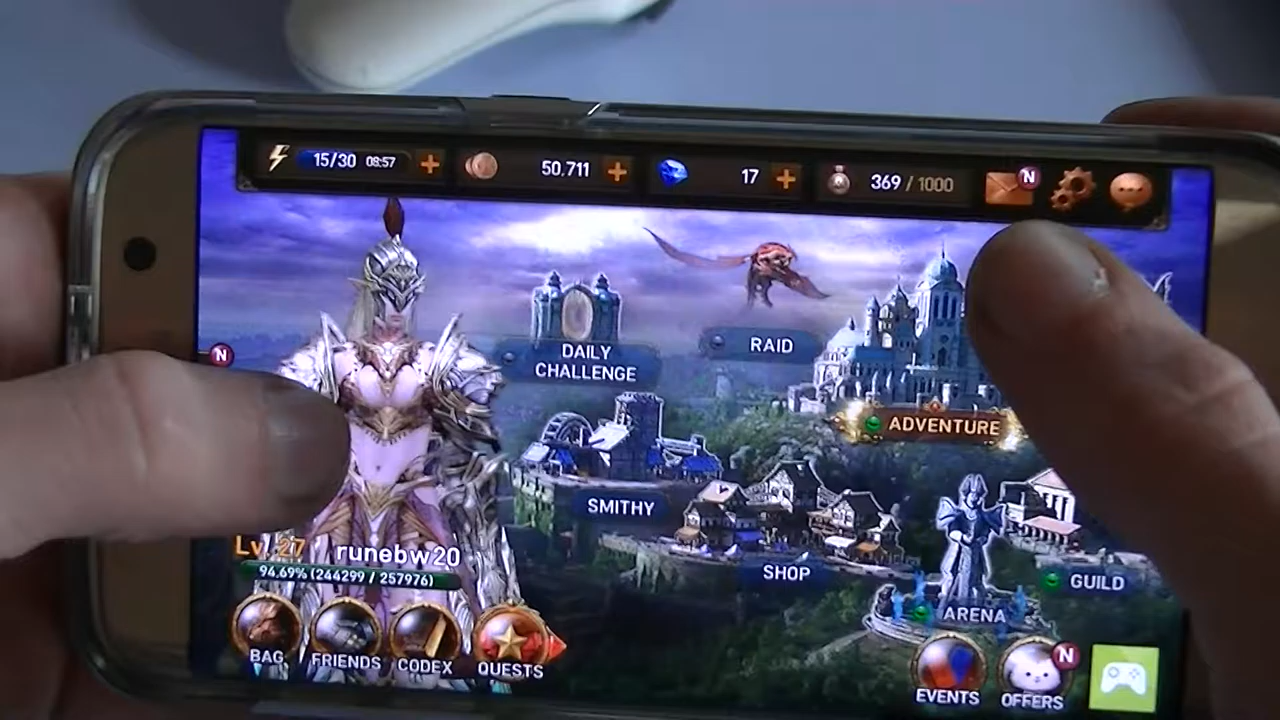 15/30 08:57
50,711
17
369 / 1000
N
N
DAILY
CHALLENGE
RAID
ADVENTURE
SMITHY
SHOP
GUILD
ARENA
Lv. 27 runebw20
94.69% (244299 / 257976)
BAG
FRIENDS
CODEX
QUESTS
EVENTS
OFFERS
N